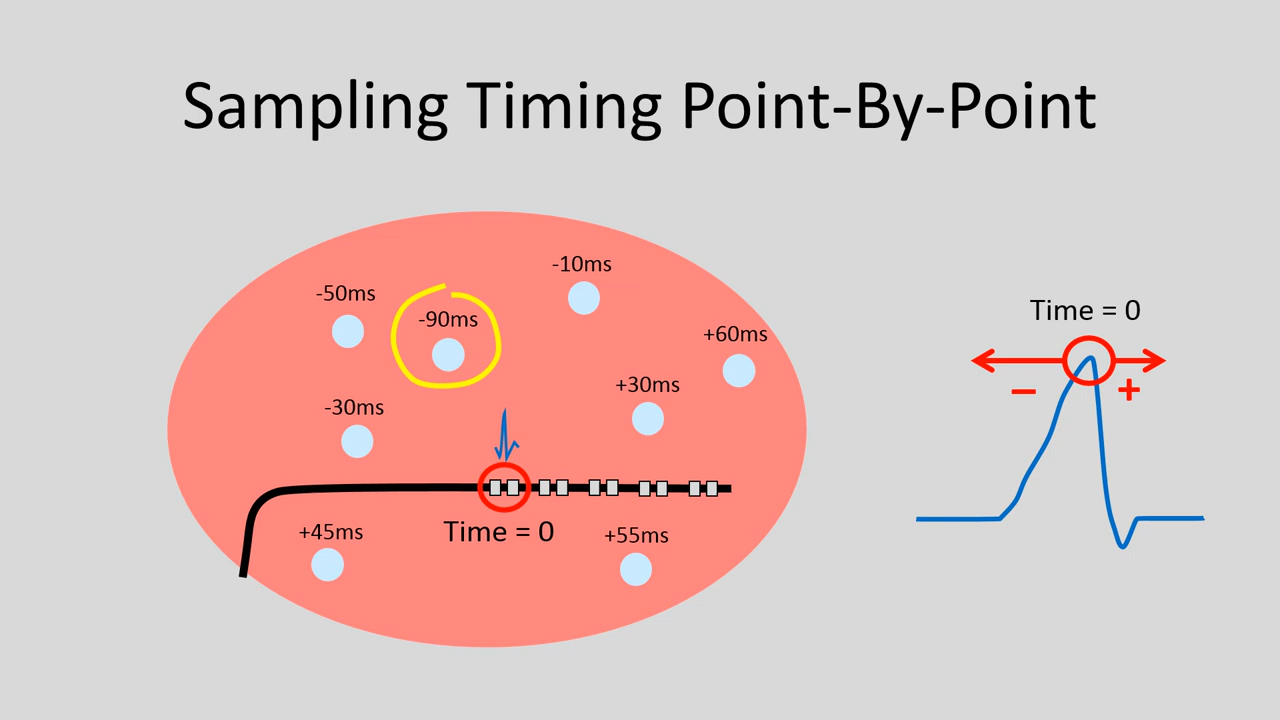 Sampling Timing Point-By-Point
-10ms
-50ms
-90ms
+60ms
+30ms
-30ms
+45ms
Time = 0
+55ms
Time = 0
– +